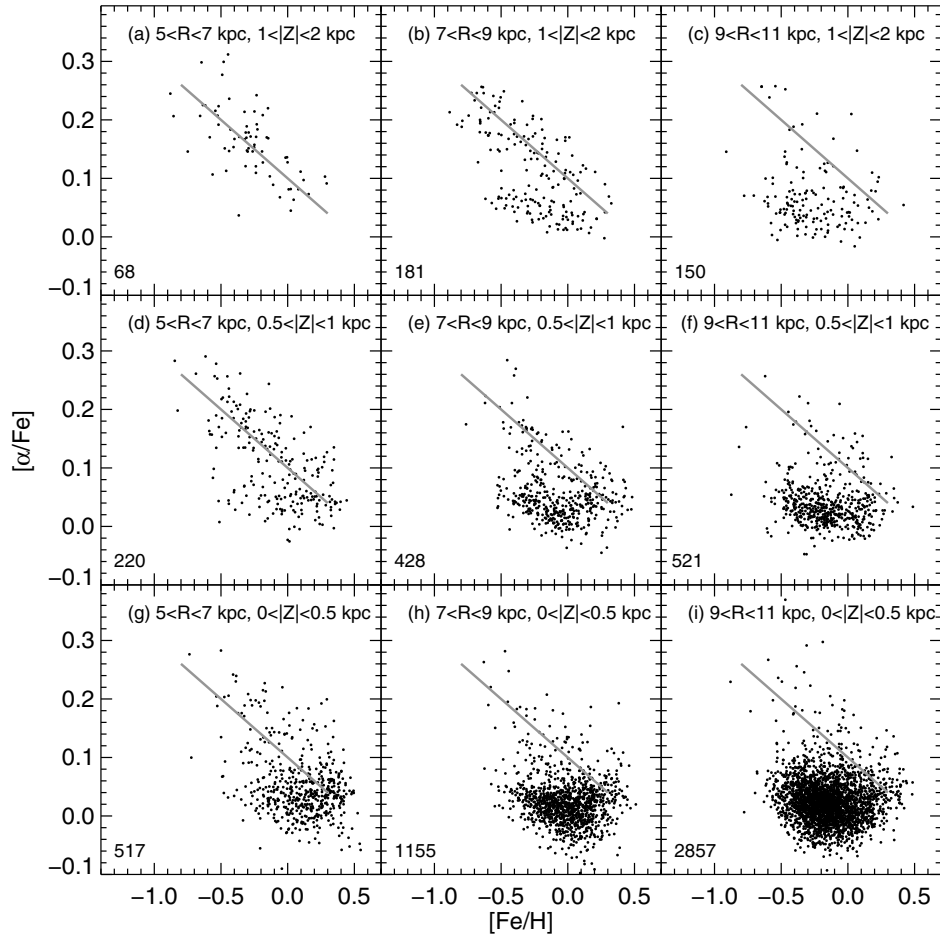 (a) 5<R<7 kpc, 1<|Z|<2 kpc
(b) 7<R<9 kpc, 1<|Z|<2 kpc
(c) 9<R<11 kpc, 1<|Z|<2 kpc
0.3
0.2
0.1
0.0
−0.1
68
181
150
(d) 5<R<7 kpc, 0.5<|Z|<1 kpc
(e) 7<R<9 kpc, 0.5<|Z|<1 kpc
(f) 9<R<11 kpc, 0.5<|Z|<1 kpc
0.3
0.2
0.1
0.0
−0.1
[α/Fe]
220
428
521
(g) 5<R<7 kpc, 0<|Z|<0.5 kpc
(h) 7<R<9 kpc, 0<|Z|<0.5 kpc
(i) 9<R<11 kpc, 0<|Z|<0.5 kpc
0.3
0.2
0.1
0.0
−0.1
517
1155
2857
−1.0 −0.5 0.0 0.5
−1.0 −0.5 0.0 0.5
−1.0 −0.5 0.0 0.5
[Fe/H]